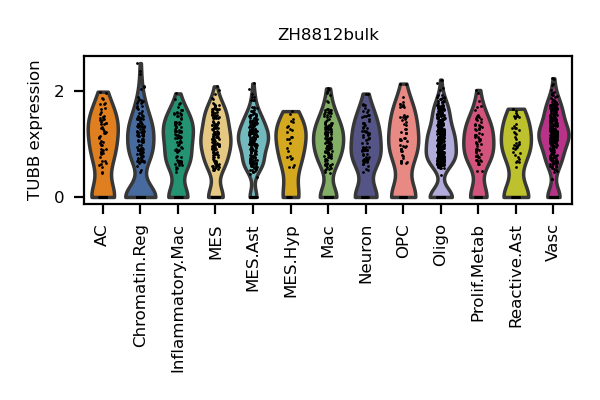 ZH8812bulk
TUBB expression
2
0
AC
Chromatin.Reg
Inflammatory.Mac
MES
MES.Ast
MES.Hyp
Mac
Neuron
OPC
Oligo
Prolif.Metab
Reactive.Ast
Vasc